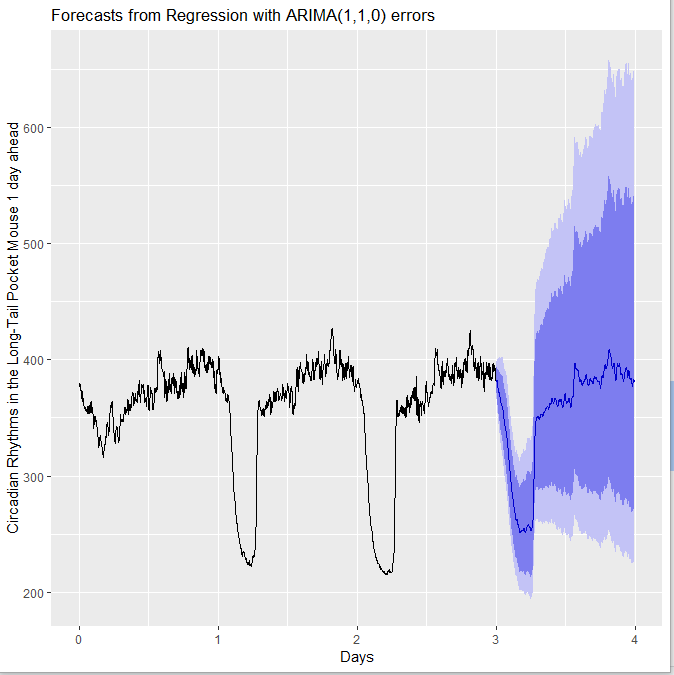 Forecasts from Regression with ARIMA(1,1,0) errors
Circadian Rhythms in the Long-Tail Pocket Mouse 1 day ahead
600
500
400
300
200
0 1 2 3 4
Days